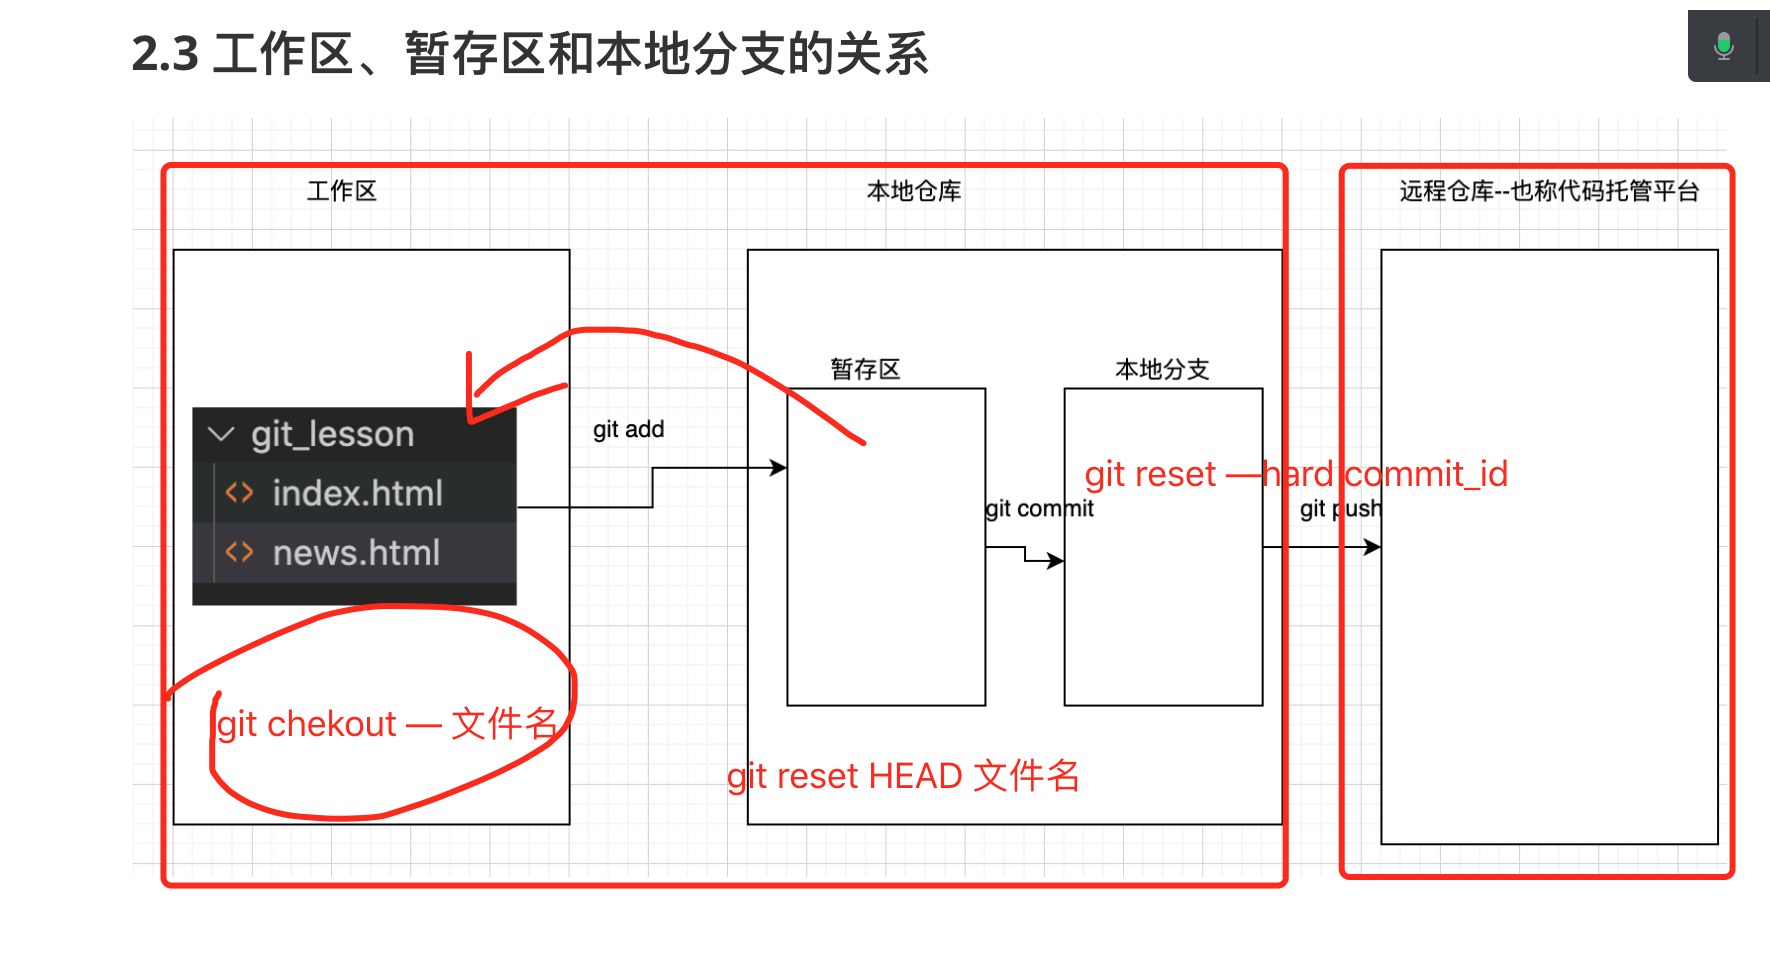 2.3 工作区、暂存区和本地分支的关系
工作区
本地仓库
远程仓库--也称代码托管平台
暂存区
本地分支
git_lesson
index.html
news.html
git add
git commit
git reset —hard commit_id
git push
git chekout — 文件名
git reset HEAD 文件名